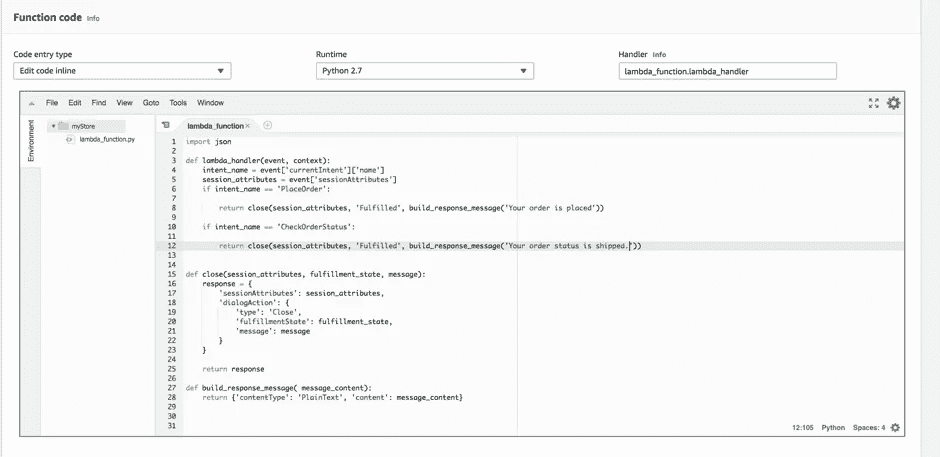 Function code Info
Code entry type Runtime Handler Info
Edit code inline Python 2.7 lambda_function.lambda_handler
File Edit Find View Goto Tools Window
Environment
myStore
lambda_function.py
lambda_function
1 import json
2
3 def lambda_handler(event, context):
4     intent_name = event['currentIntent']['name']
5     session_attributes = event['sessionAttributes']
6     if intent_name == 'PlaceOrder':
7
8         return close(session_attributes, 'Fulfilled', build_response_message('Your order is placed'))
9
10     if intent_name == 'CheckOrderStatus':
11
12         return close(session_attributes, 'Fulfilled', build_response_message('Your order status is shipped.'))
13
14
15 def close(session_attributes, fulfillment_state, message):
16     response = {
17         'sessionAttributes': session_attributes,
18         'dialogAction': {
19             'type': 'Close',
20             'fulfillmentState': fulfillment_state,
21             'message': message
22         }
23     }
24
25     return response
26
27 def build_response_message( message_content):
28     return {'contentType': 'PlainText', 'content': message_content}
29
30
31
12:105 Python Spaces: 4